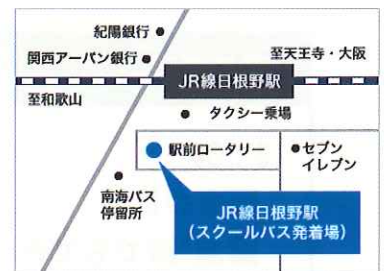 紀陽銀行
関西アーバン銀行
至天王寺・大阪
JR線日根野駅
至和歌山
タクシー乗場
駅前ロータリー
セブン
イレブン
南海バス
停留所
JR線日根野駅
（スクールバス発着場）